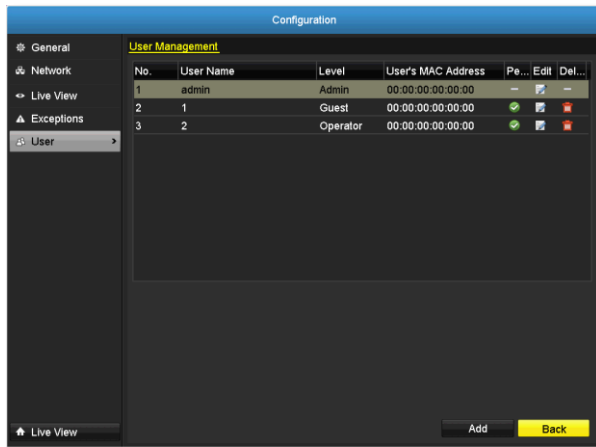 Configuration
General
Network
Live View
Exceptions
User
User Management
No. User Name Level User's MAC Address Pe... Edit Del...
1 admin Admin 00:00:00:00:00:00 – –
2 1 Guest 00:00:00:00:00:00
3 2 Operator 00:00:00:00:00:00
Live View
Add Back